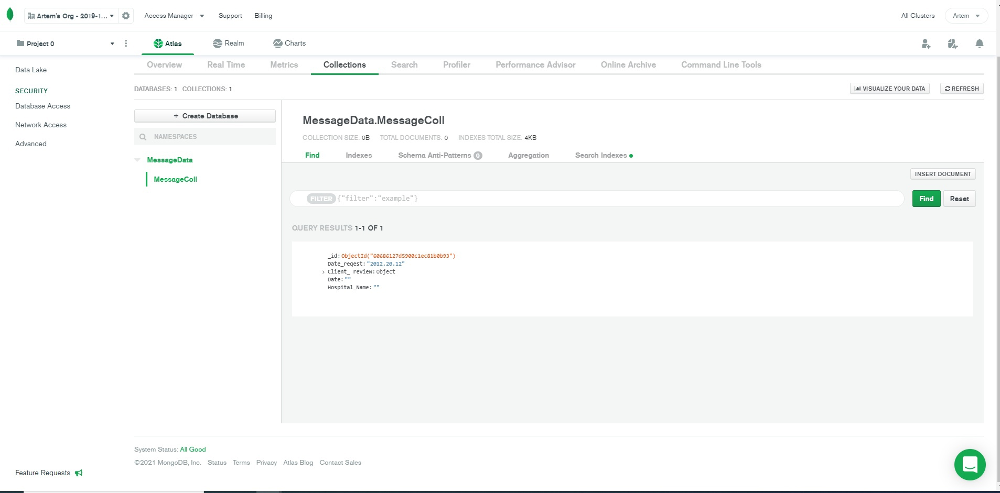 Artem's Org - 2019-1... Access Manager Support Billing All Clusters Artem
Project 0 Atlas Realm Charts
Data Lake
SECURITY
Database Access
Network Access
Advanced
Feature Requests
Overview Real Time Metrics Collections Search Profiler Performance Advisor Online Archive Command Line Tools
DATABASES: 1 COLLECTIONS: 1 VISUALIZE YOUR DATA REFRESH
+ Create Database
NAMESPACES
MessageData
MessageColl
MessageData.MessageColl
COLLECTION SIZE: 0B TOTAL DOCUMENTS: 0 INDEXES TOTAL SIZE: 4KB
Find Indexes Schema Anti-Patterns 0 Aggregation Search Indexes
INSERT DOCUMENT
FILTER {"filter":"example"} Find Reset
QUERY RESULTS 1-1 OF 1
_id: ObjectId("60686127d5900c1ec81b0b93")
Date_reqest: "2012.20.12"
Client_ review: Object
Date: ""
Hospital_Name: ""
System Status: All Good
©2021 MongoDB, Inc. Status Terms Privacy Atlas Blog Contact Sales